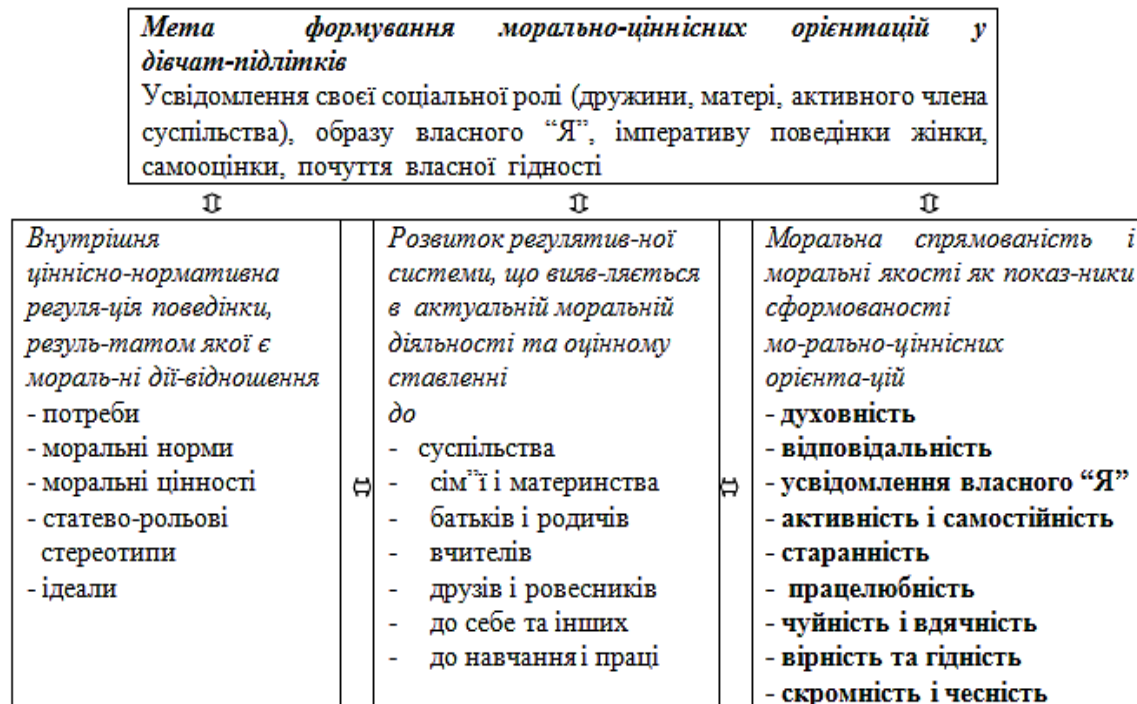 Мета формування морально-ціннісних орієнтацій у
дівчат-підлітків
Усвідомлення своєї соціальної ролі (дружини, матері, активного члена
суспільства), образу власного “Я”, імперативу поведінки жінки,
самооцінки, почуття власної гідності
Внутрішня
ціннісно-нормативна
регуля-ція поведінки,
резуль-татом якої є
мораль-ні дії-відношення
- потреби
- моральні норми
- моральні цінності
- статево-рольові
стереотипи
- ідеали
Розвиток регулятив-ної
системи, що вияв-ляється
в актуальній моральній
діяльності та оцінному
ставленні
до
- суспільства
- сім”ї і материнства
- батьків і родичів
- вчителів
- друзів і ровесників
- до себе та інших
- до навчання і праці
Моральна спрямованість і
моральні якості як показ-ники
сформованості
мо-рально-ціннісних
орієнта-цій
- духовність
- відповідальність
- усвідомлення власного “Я”
- активність і самостійність
- старанність
- працелюбність
- чуйність і вдячність
- вірність та гідність
- скромність і чесність